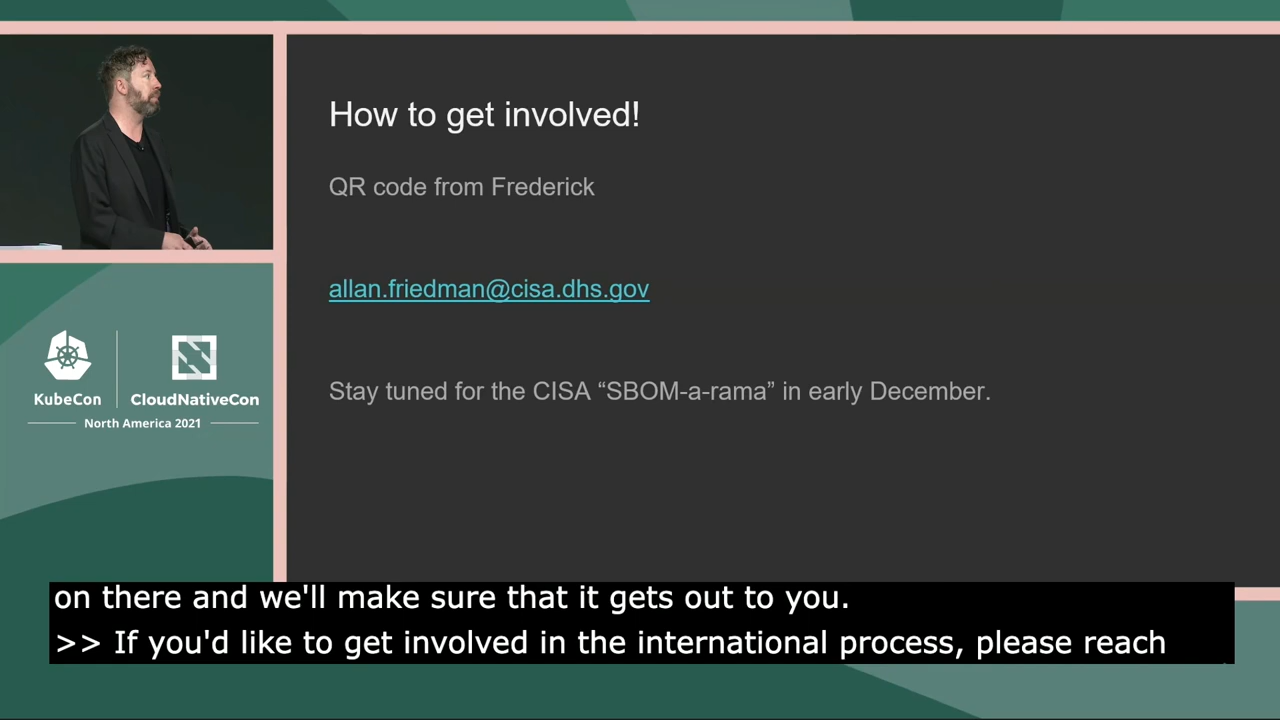 How to get involved!
QR code from Frederick
allan.friedman@cisa.dhs.gov
Stay tuned for the CISA “SBOM-a-rama” in early December.
KubeCon
CloudNativeCon
North America 2021
on there and we'll make sure that it gets out to you.
>> If you'd like to get involved in the international process, please reach